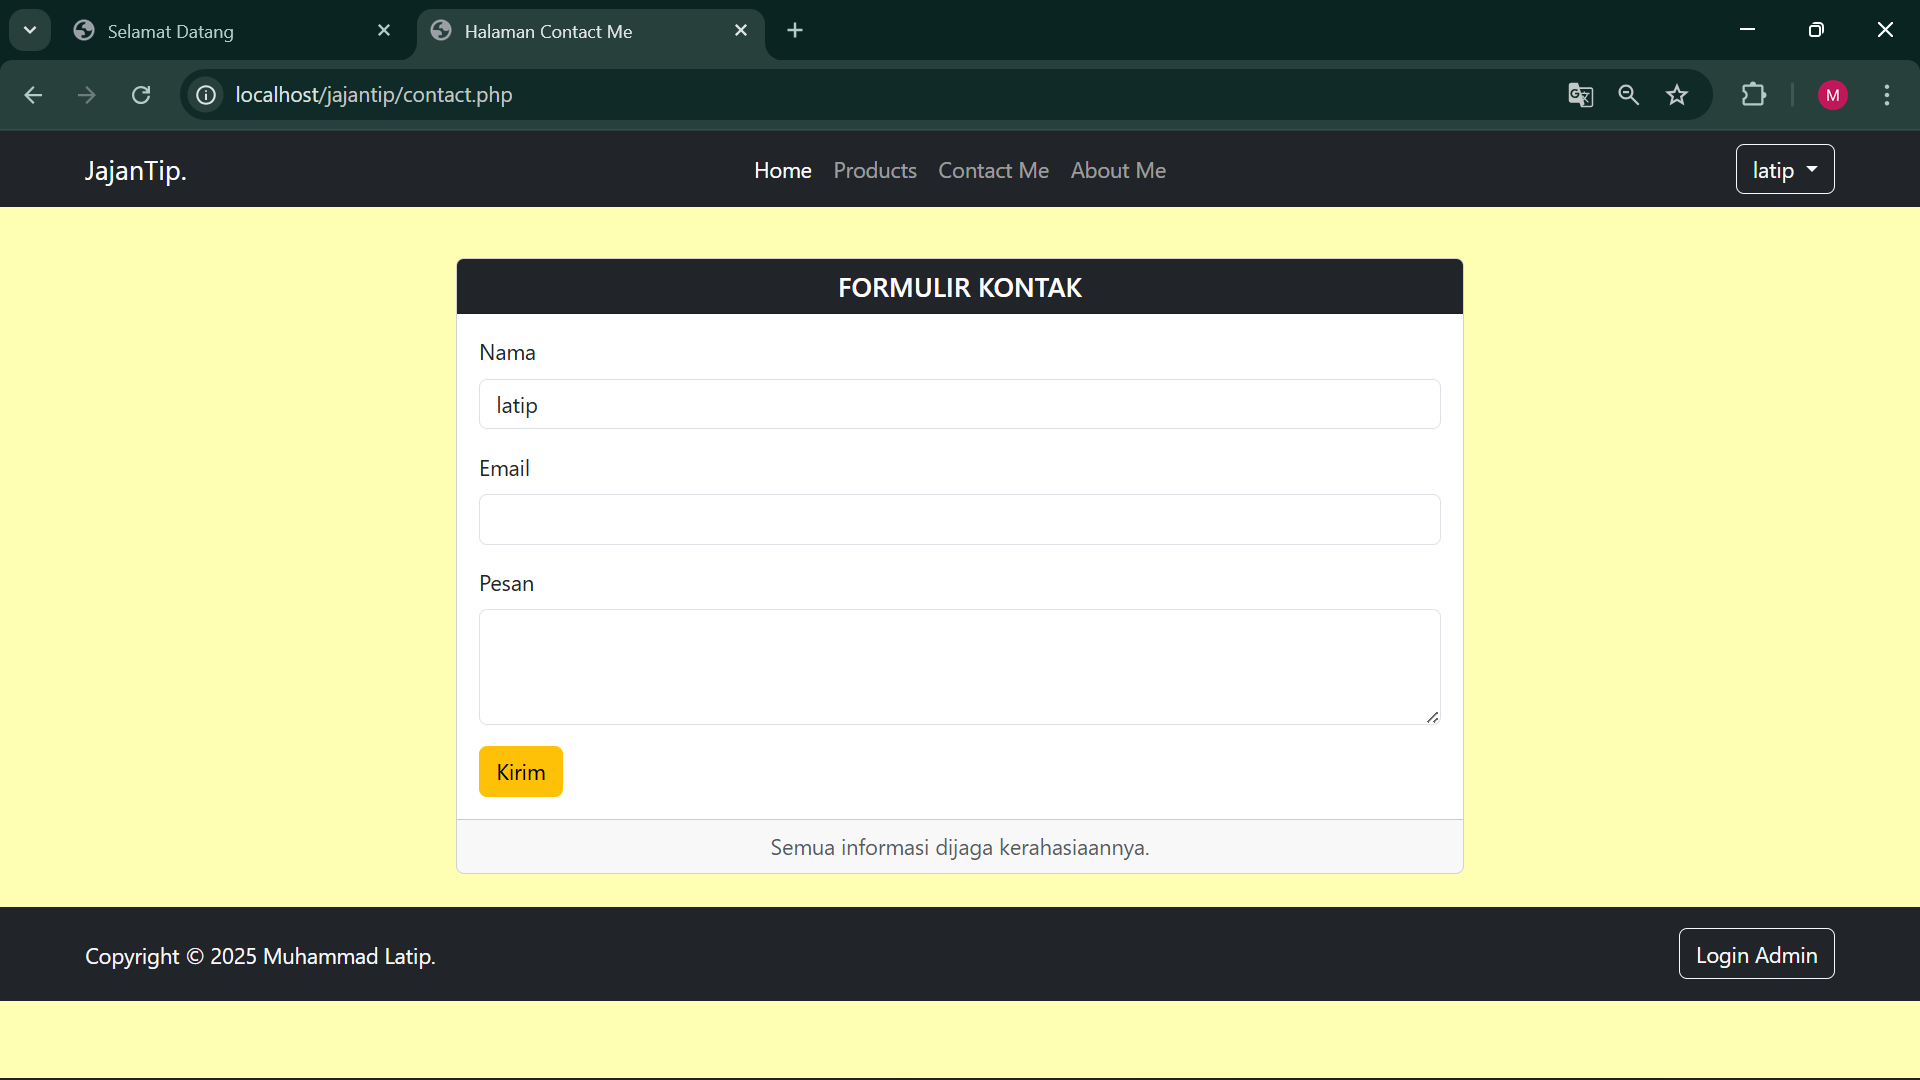 Selamat Datang
Halaman Contact Me
localhost/jajantip/contact.php
M
JajanTip.
Home Products Contact Me About Me
latip
FORMULIR KONTAK
Nama
latip
Email
Pesan
Kirim
Semua informasi dijaga kerahasiaannya.
Copyright © 2025 Muhammad Latip.
Login Admin